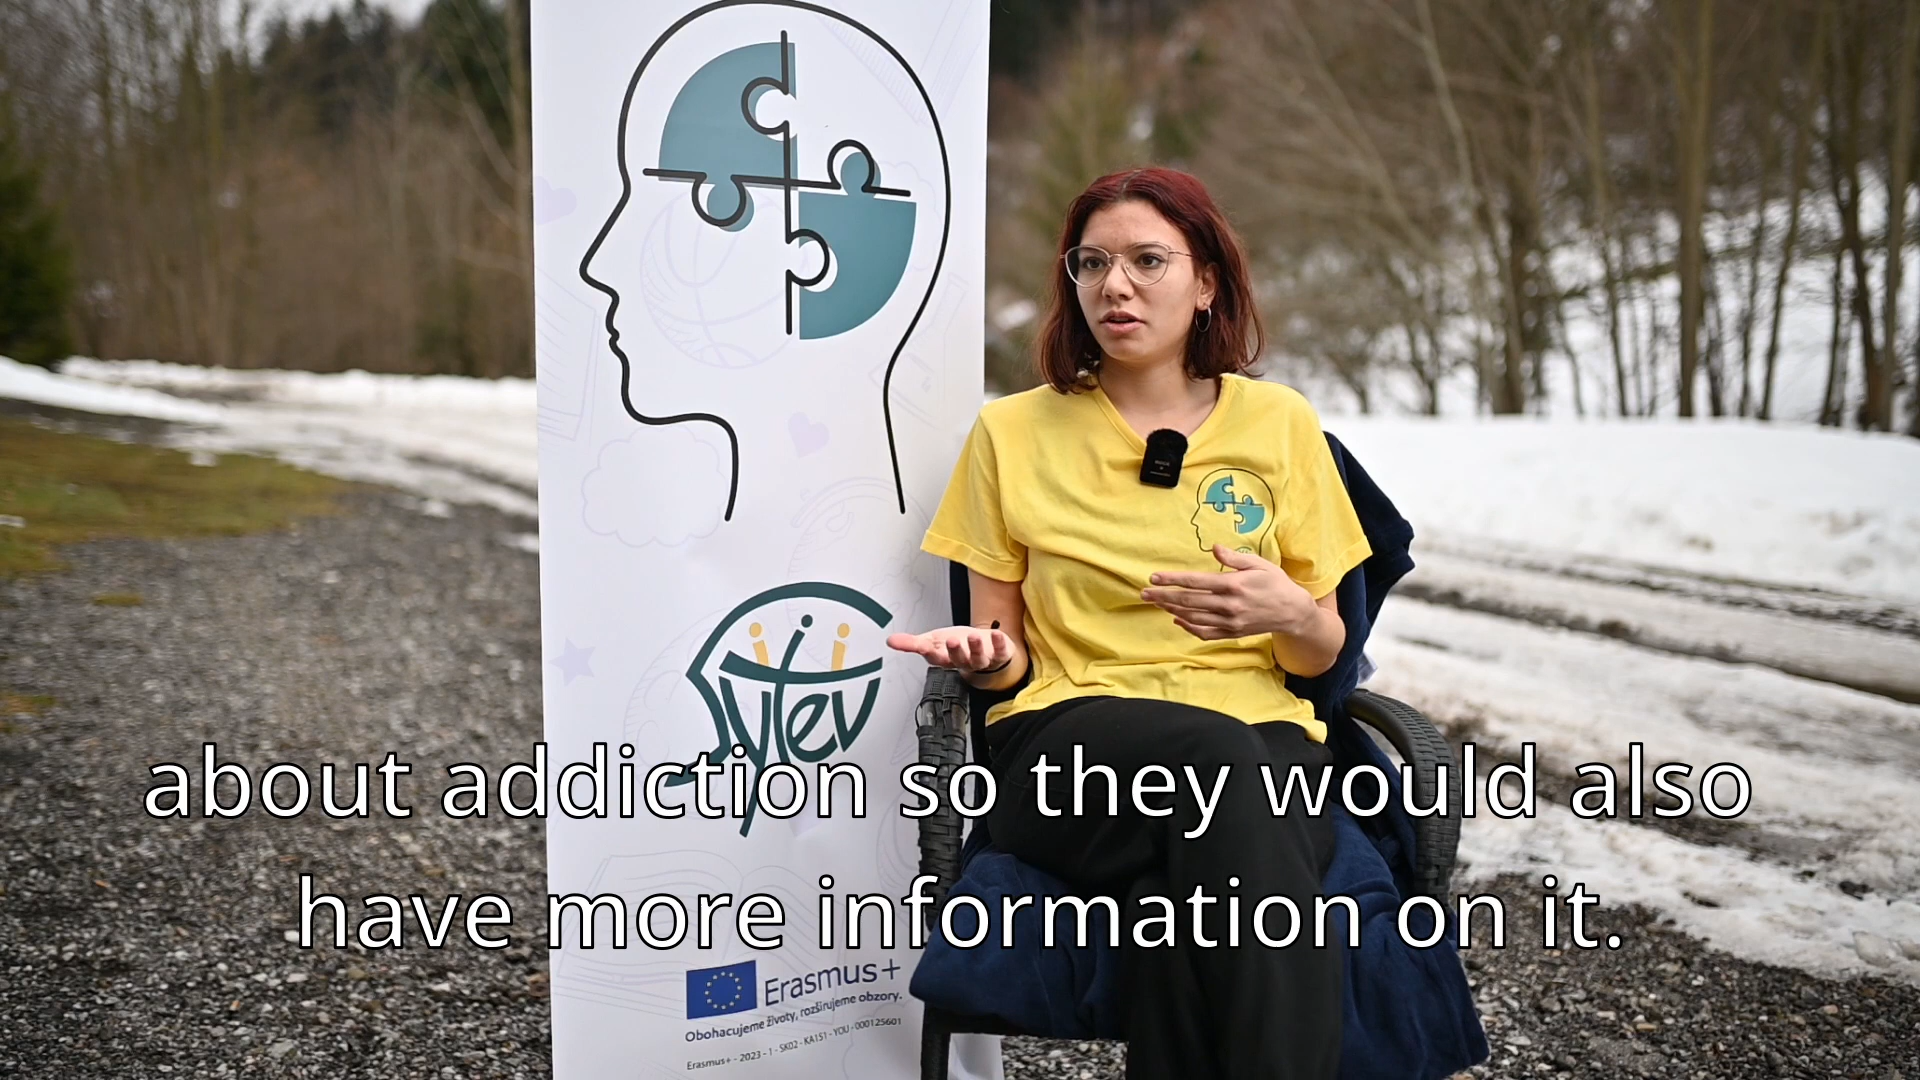 Sytev
about addiction so they would also
have more information on it.
Erasmus+
Obohacujeme životy, rozširujeme obzory.
Erasmus+ - 2023 - 1 - SK02 - KA151 - YOU - 000125601